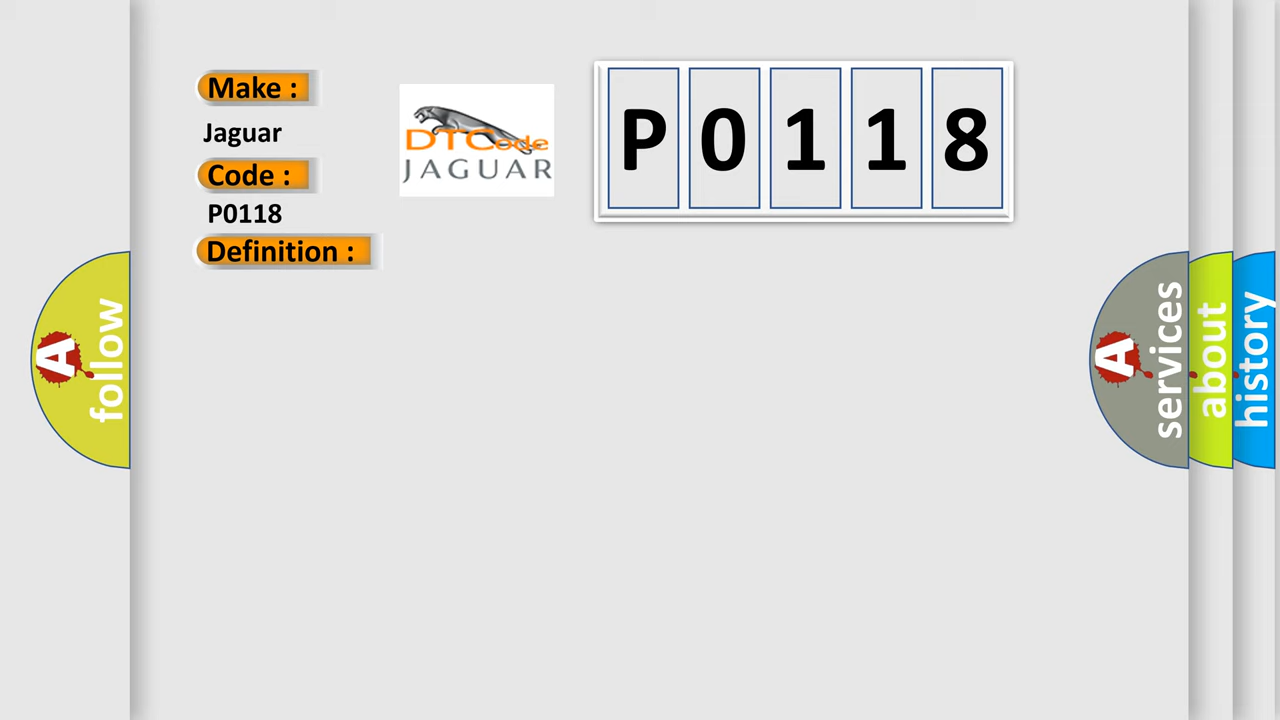 Make :
Jaguar
Code :
P0118
Definition :
DTCode
JAGUAR
P0118
A follow
A services
about
history